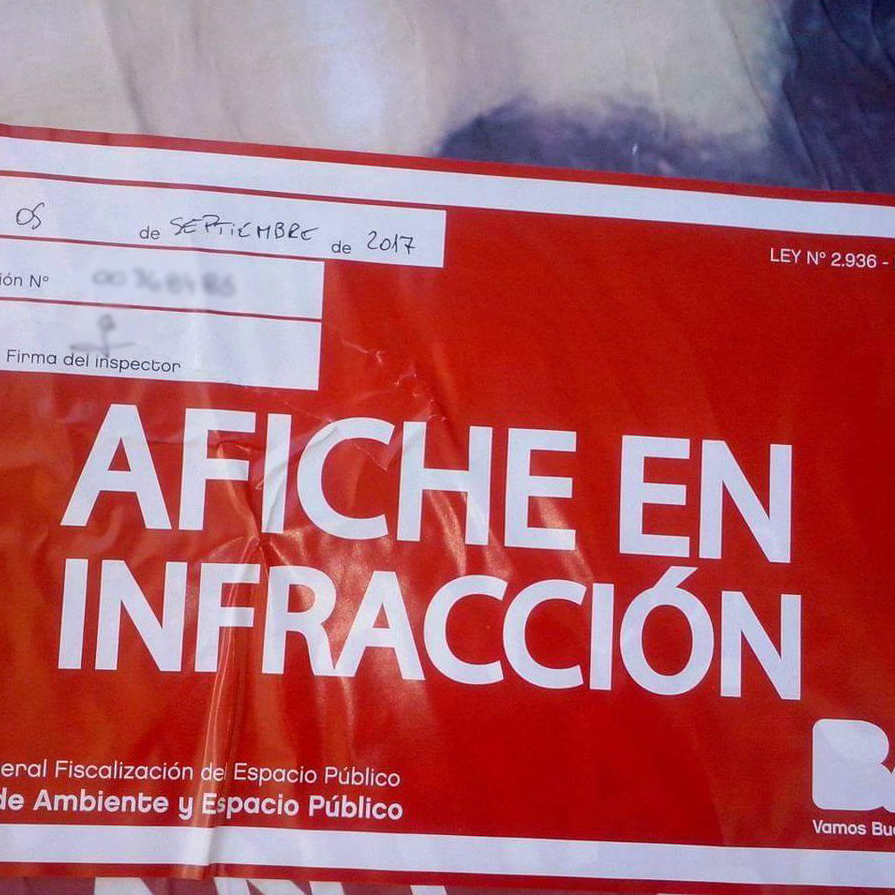 05 de SEPTIEMBRE de 2017
LEY Nº 2.936 -
ión Nº
Firma del inspector
AFICHE EN
INFRACCIÓN
eral Fiscalización del Espacio Público
de Ambiente y Espacio Público
BA
Vamos Bue